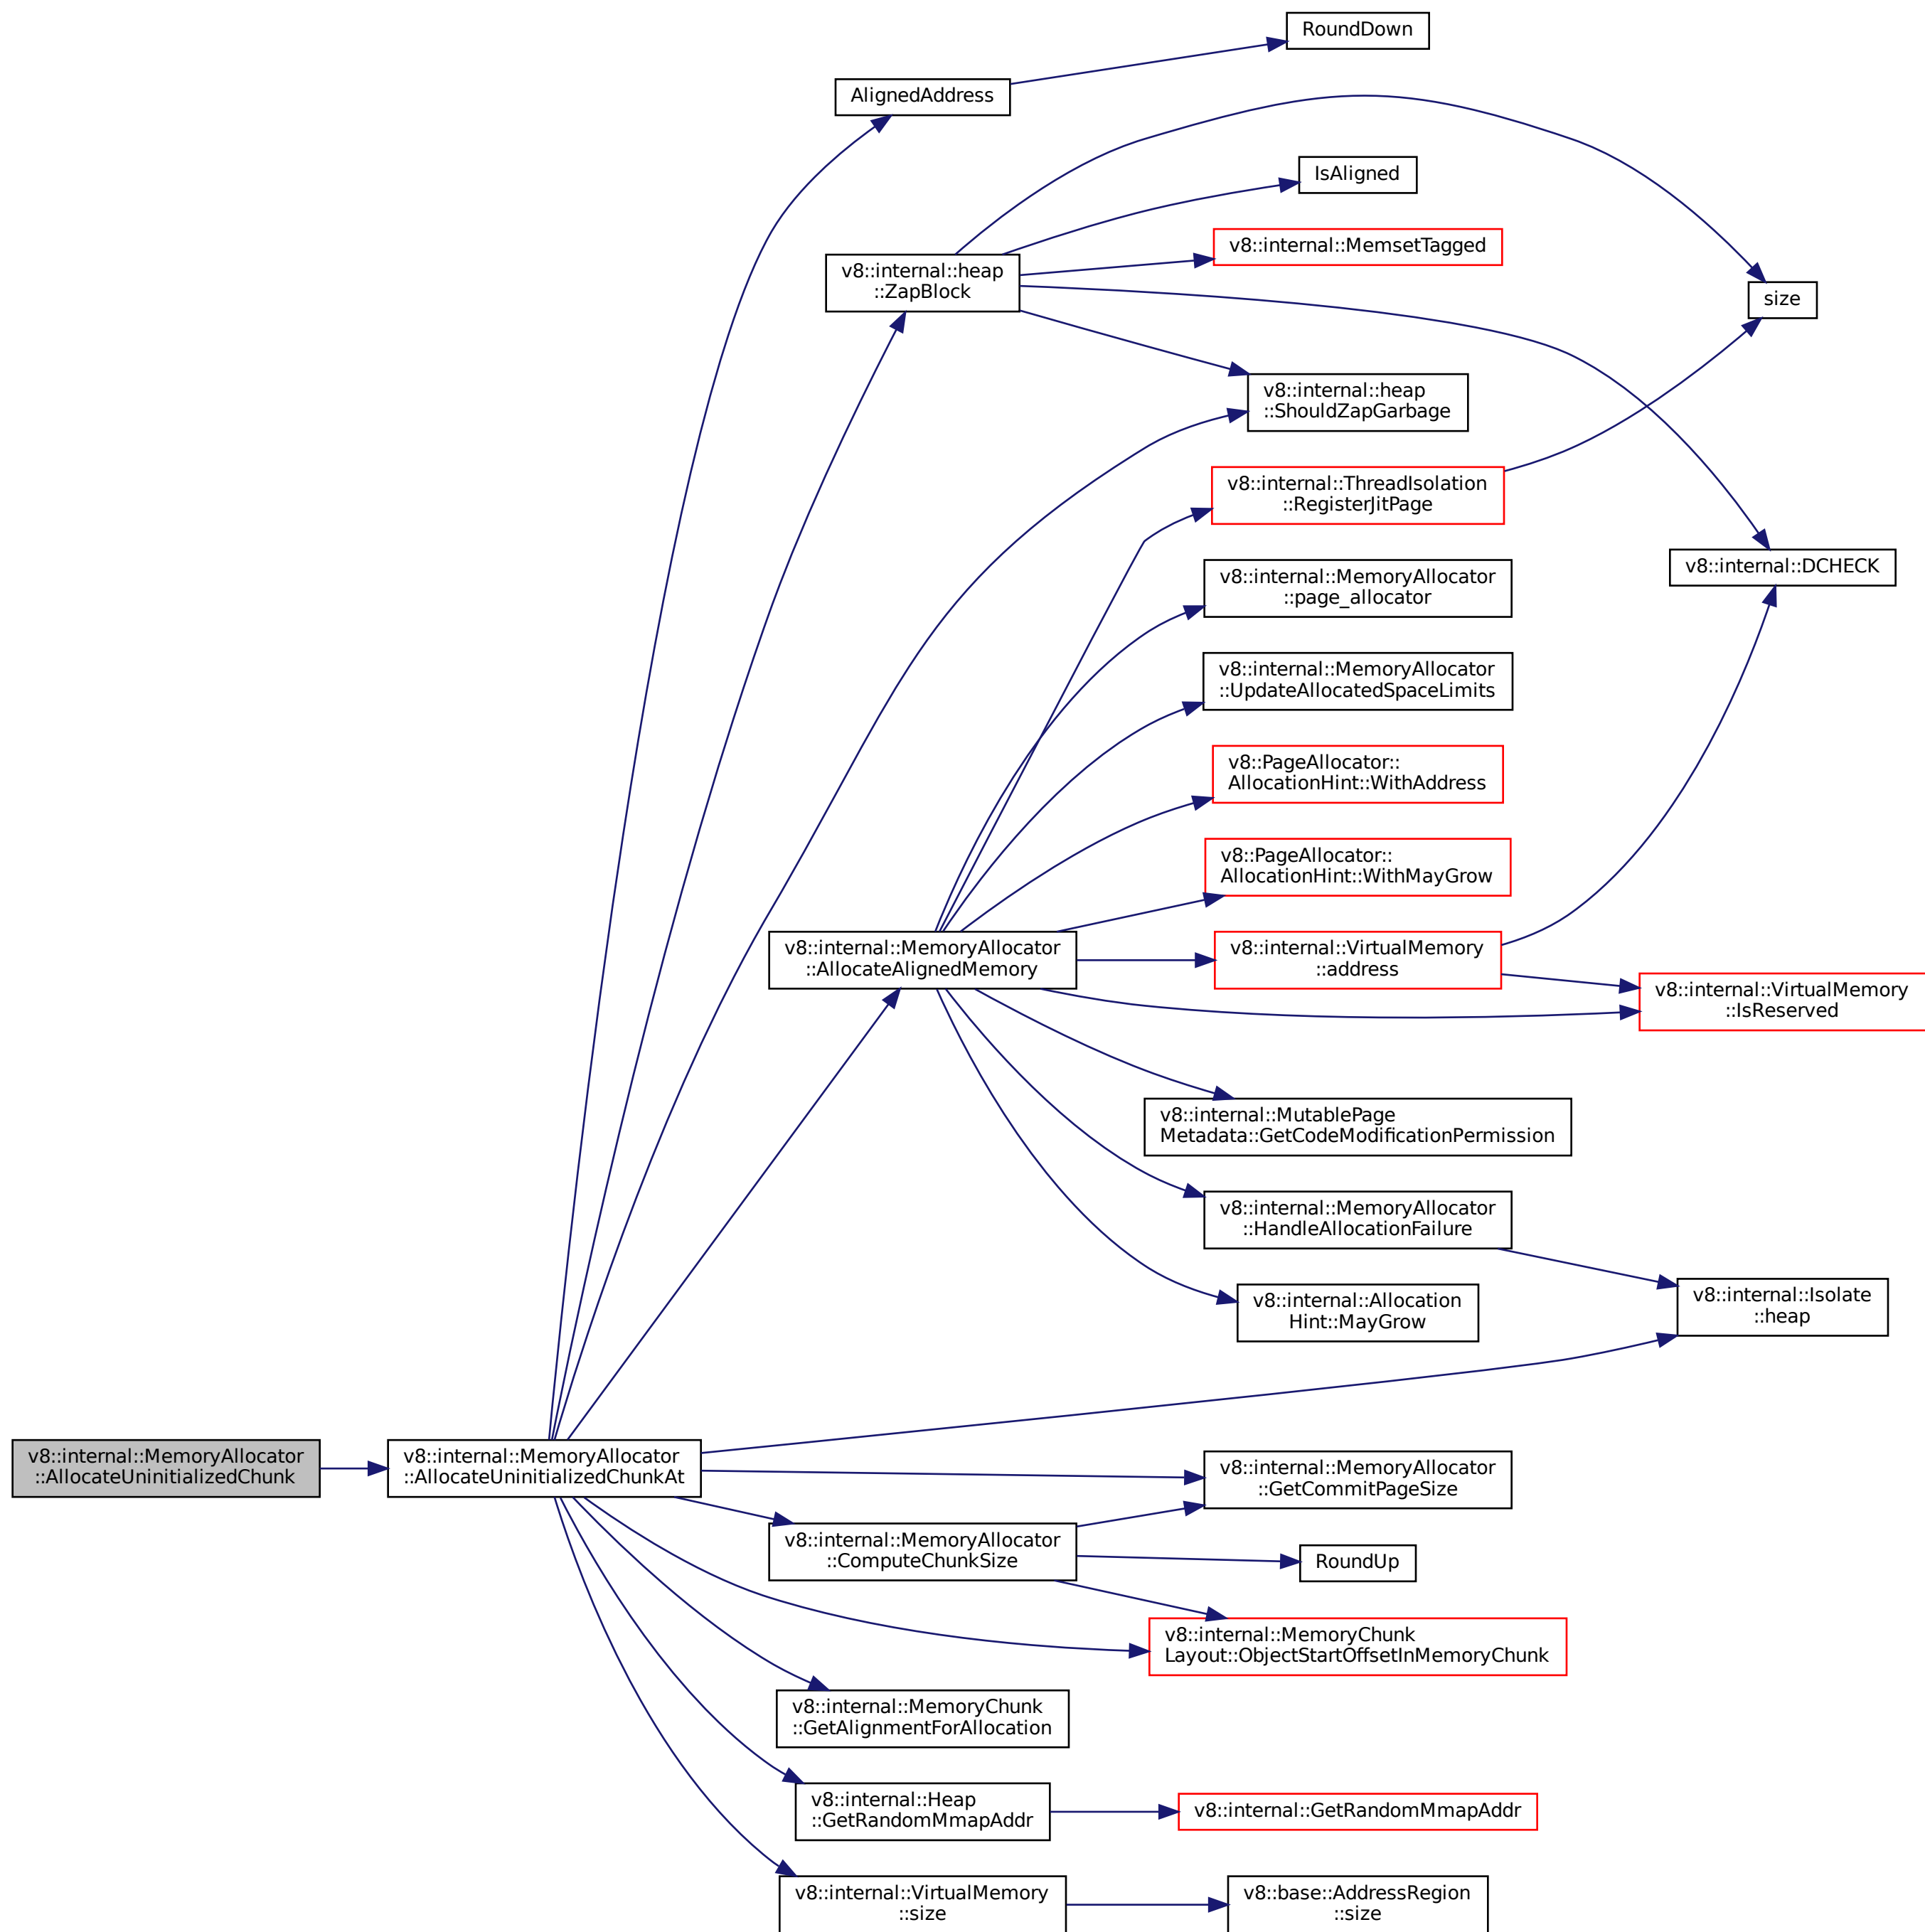 RoundDown
AlignedAddress
IsAligned
v8::internal::MemsetTagged
v8::internal::heap
::ZapBlock
size
v8::internal::heap
::ShouldZapGarbage
v8::internal::ThreadIsolation
::RegisterJitPage
v8::internal::DCHECK
v8::internal::MemoryAllocator
::page_allocator
v8::internal::MemoryAllocator
::UpdateAllocatedSpaceLimits
v8::PageAllocator::
AllocationHint::WithAddress
v8::PageAllocator::
AllocationHint::WithMayGrow
v8::internal::MemoryAllocator
::AllocateAlignedMemory
v8::internal::VirtualMemory
::address
v8::internal::VirtualMemory
::IsReserved
v8::internal::MutablePage
Metadata::GetCodeModificationPermission
v8::internal::MemoryAllocator
::HandleAllocationFailure
v8::internal::Allocation
Hint::MayGrow
v8::internal::Isolate
::heap
v8::internal::MemoryAllocator
::AllocateUninitializedChunk
v8::internal::MemoryAllocator
::AllocateUninitializedChunkAt
v8::internal::MemoryAllocator
::GetCommitPageSize
v8::internal::MemoryAllocator
::ComputeChunkSize
RoundUp
v8::internal::MemoryChunk
Layout::ObjectStartOffsetInMemoryChunk
v8::internal::MemoryChunk
::GetAlignmentForAllocation
v8::internal::Heap
::GetRandomMmapAddr
v8::internal::GetRandomMmapAddr
v8::internal::VirtualMemory
::size
v8::base::AddressRegion
::size